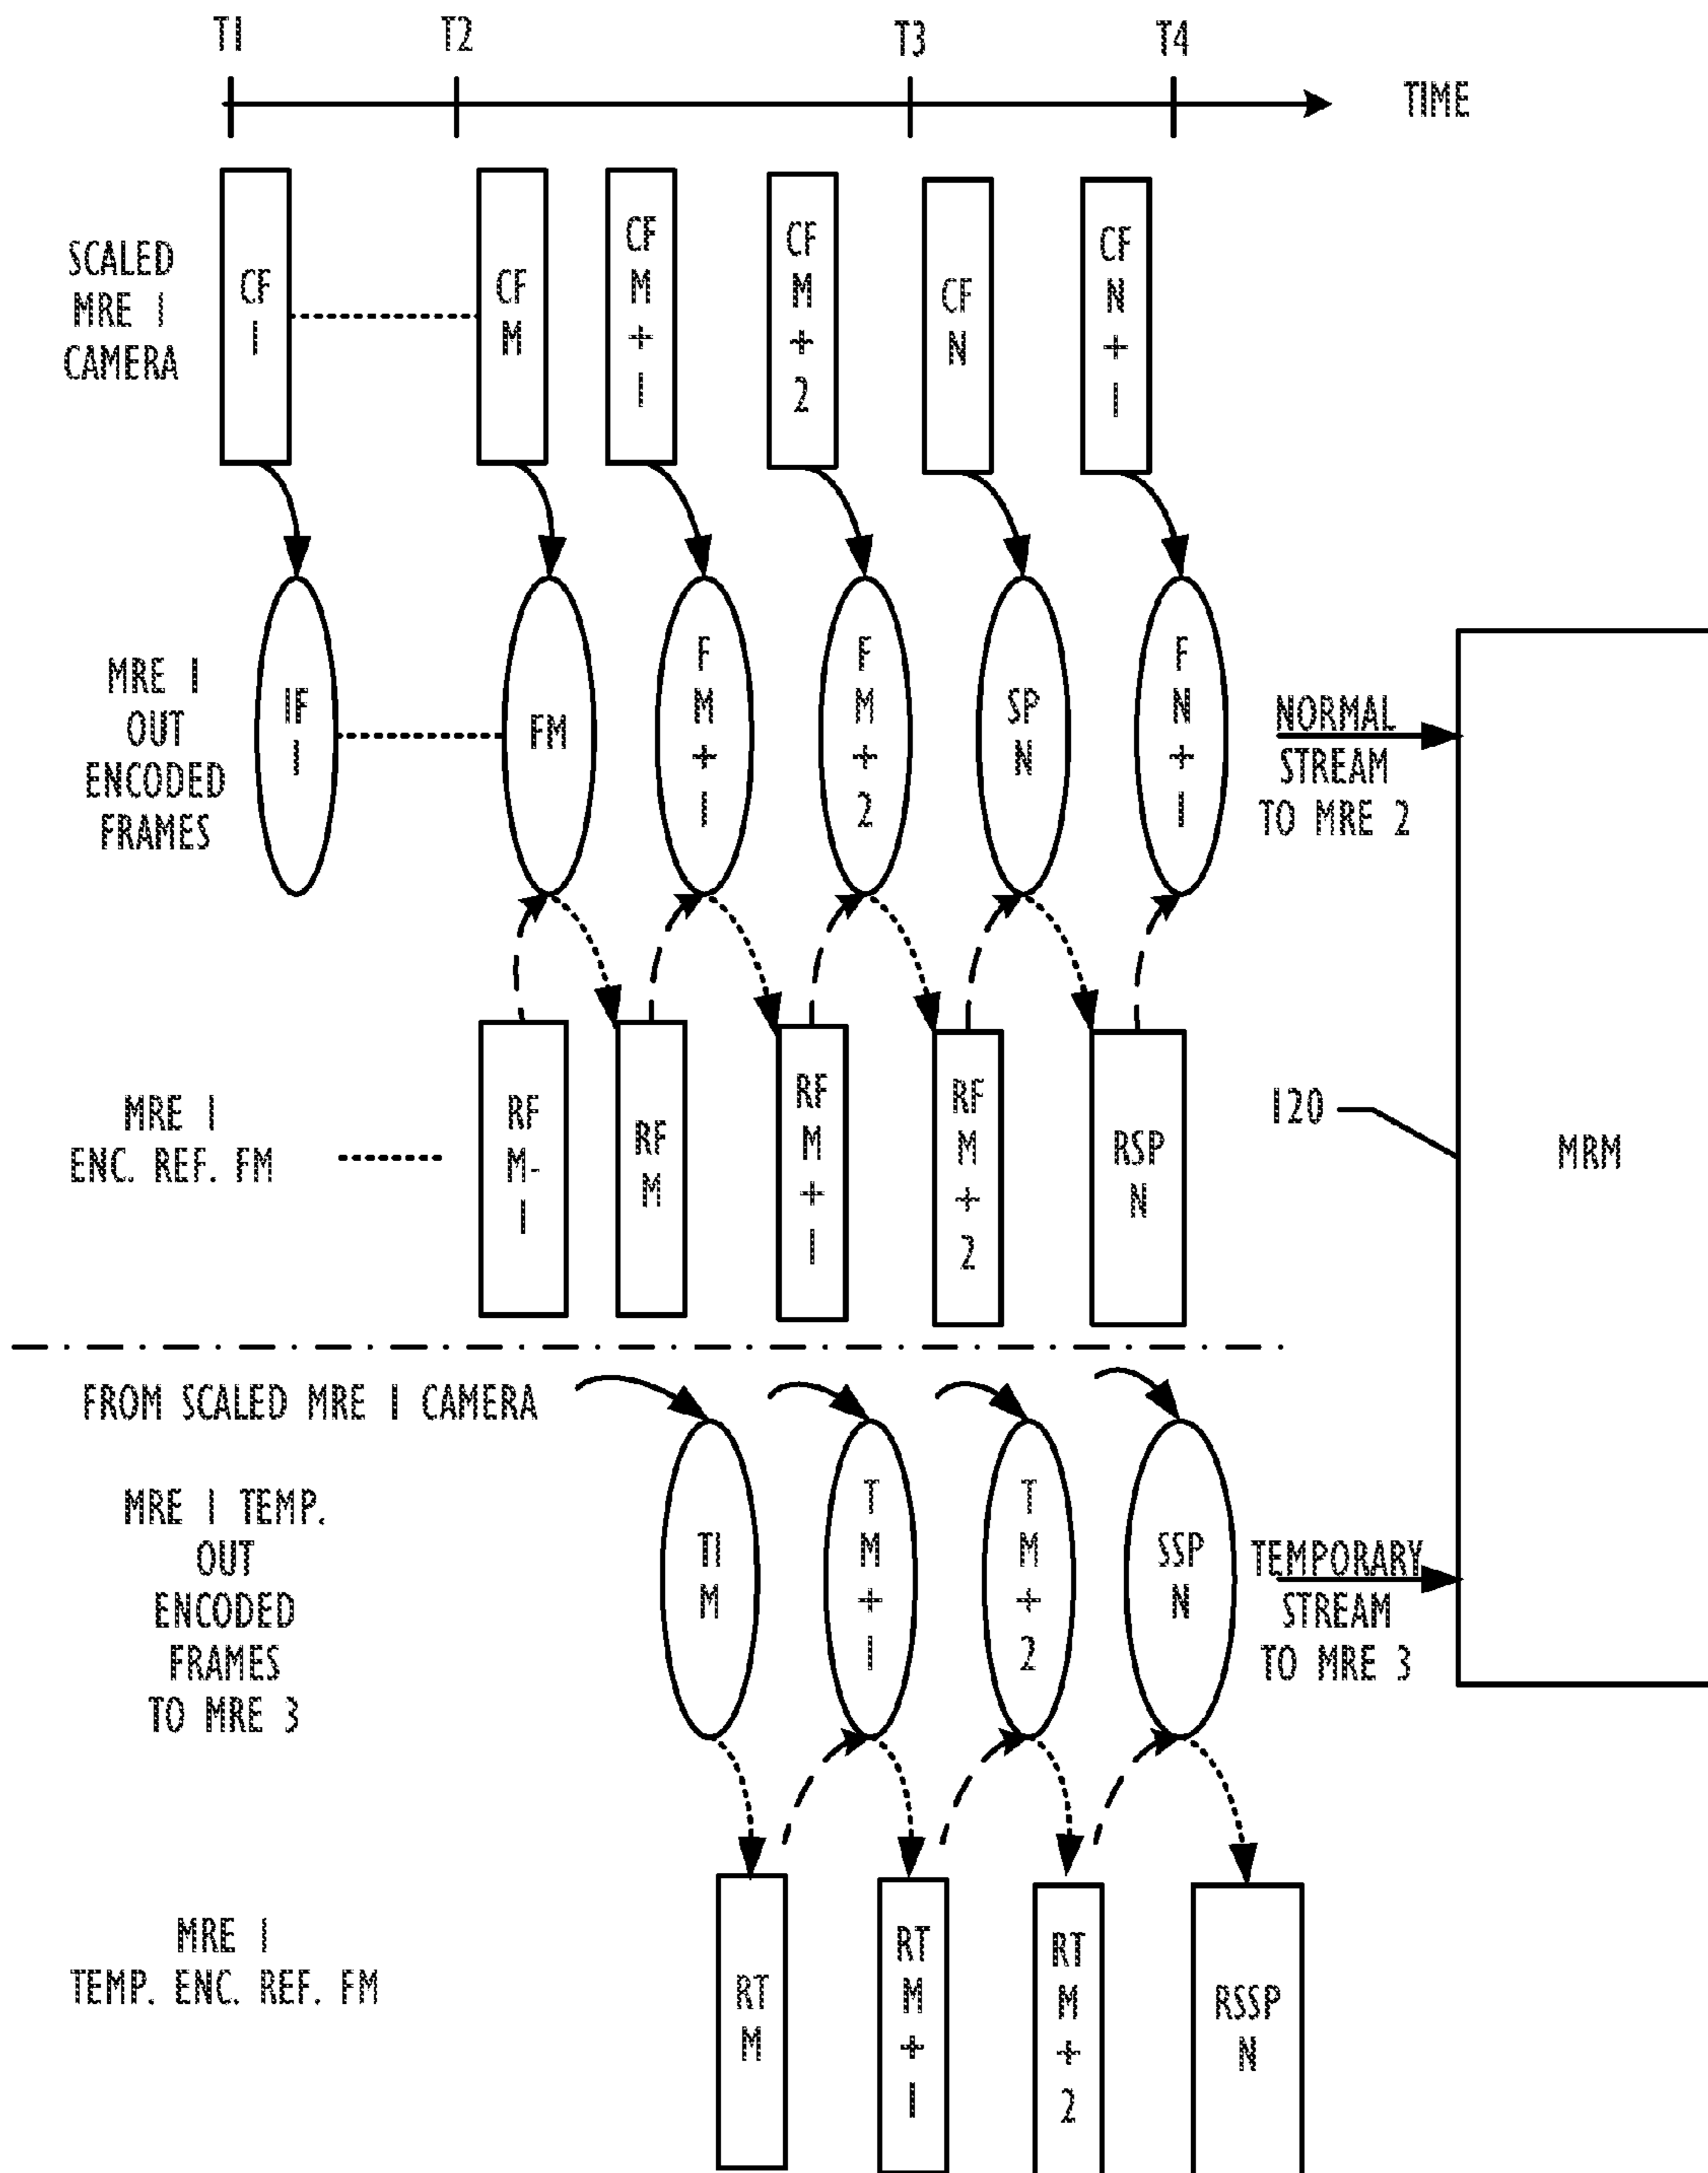 T1 T2 T3 T4
TIME
SCALED
MRE 1
CAMERA
CF
1
CF
M
CF
M
+
1
CF
M
+
2
CF
N
CF
N
+
1
MRE 1
OUT
ENCODED
FRAMES
IF
1
FM
F
M
+
1
F
M
+
2
SP
N
F
N
+
1
NORMAL
STREAM
TO MRE 2
MRE 1
ENC. REF. FM
RF
M-
1
RF
M
RF
M
+
1
RF
M
+
2
RSP
N
120
MRM
FROM SCALED MRE 1 CAMERA
MRE 1 TEMP.
OUT
ENCODED
FRAMES
TO MRE 3
TI
M
T
M
+
1
T
M
+
2
SSP
N
TEMPORARY
STREAM
TO MRE 3
MRE 1
TEMP. ENC. REF. FM
RT
M
RT
M
+
1
RT
M
+
2
RSSP
N